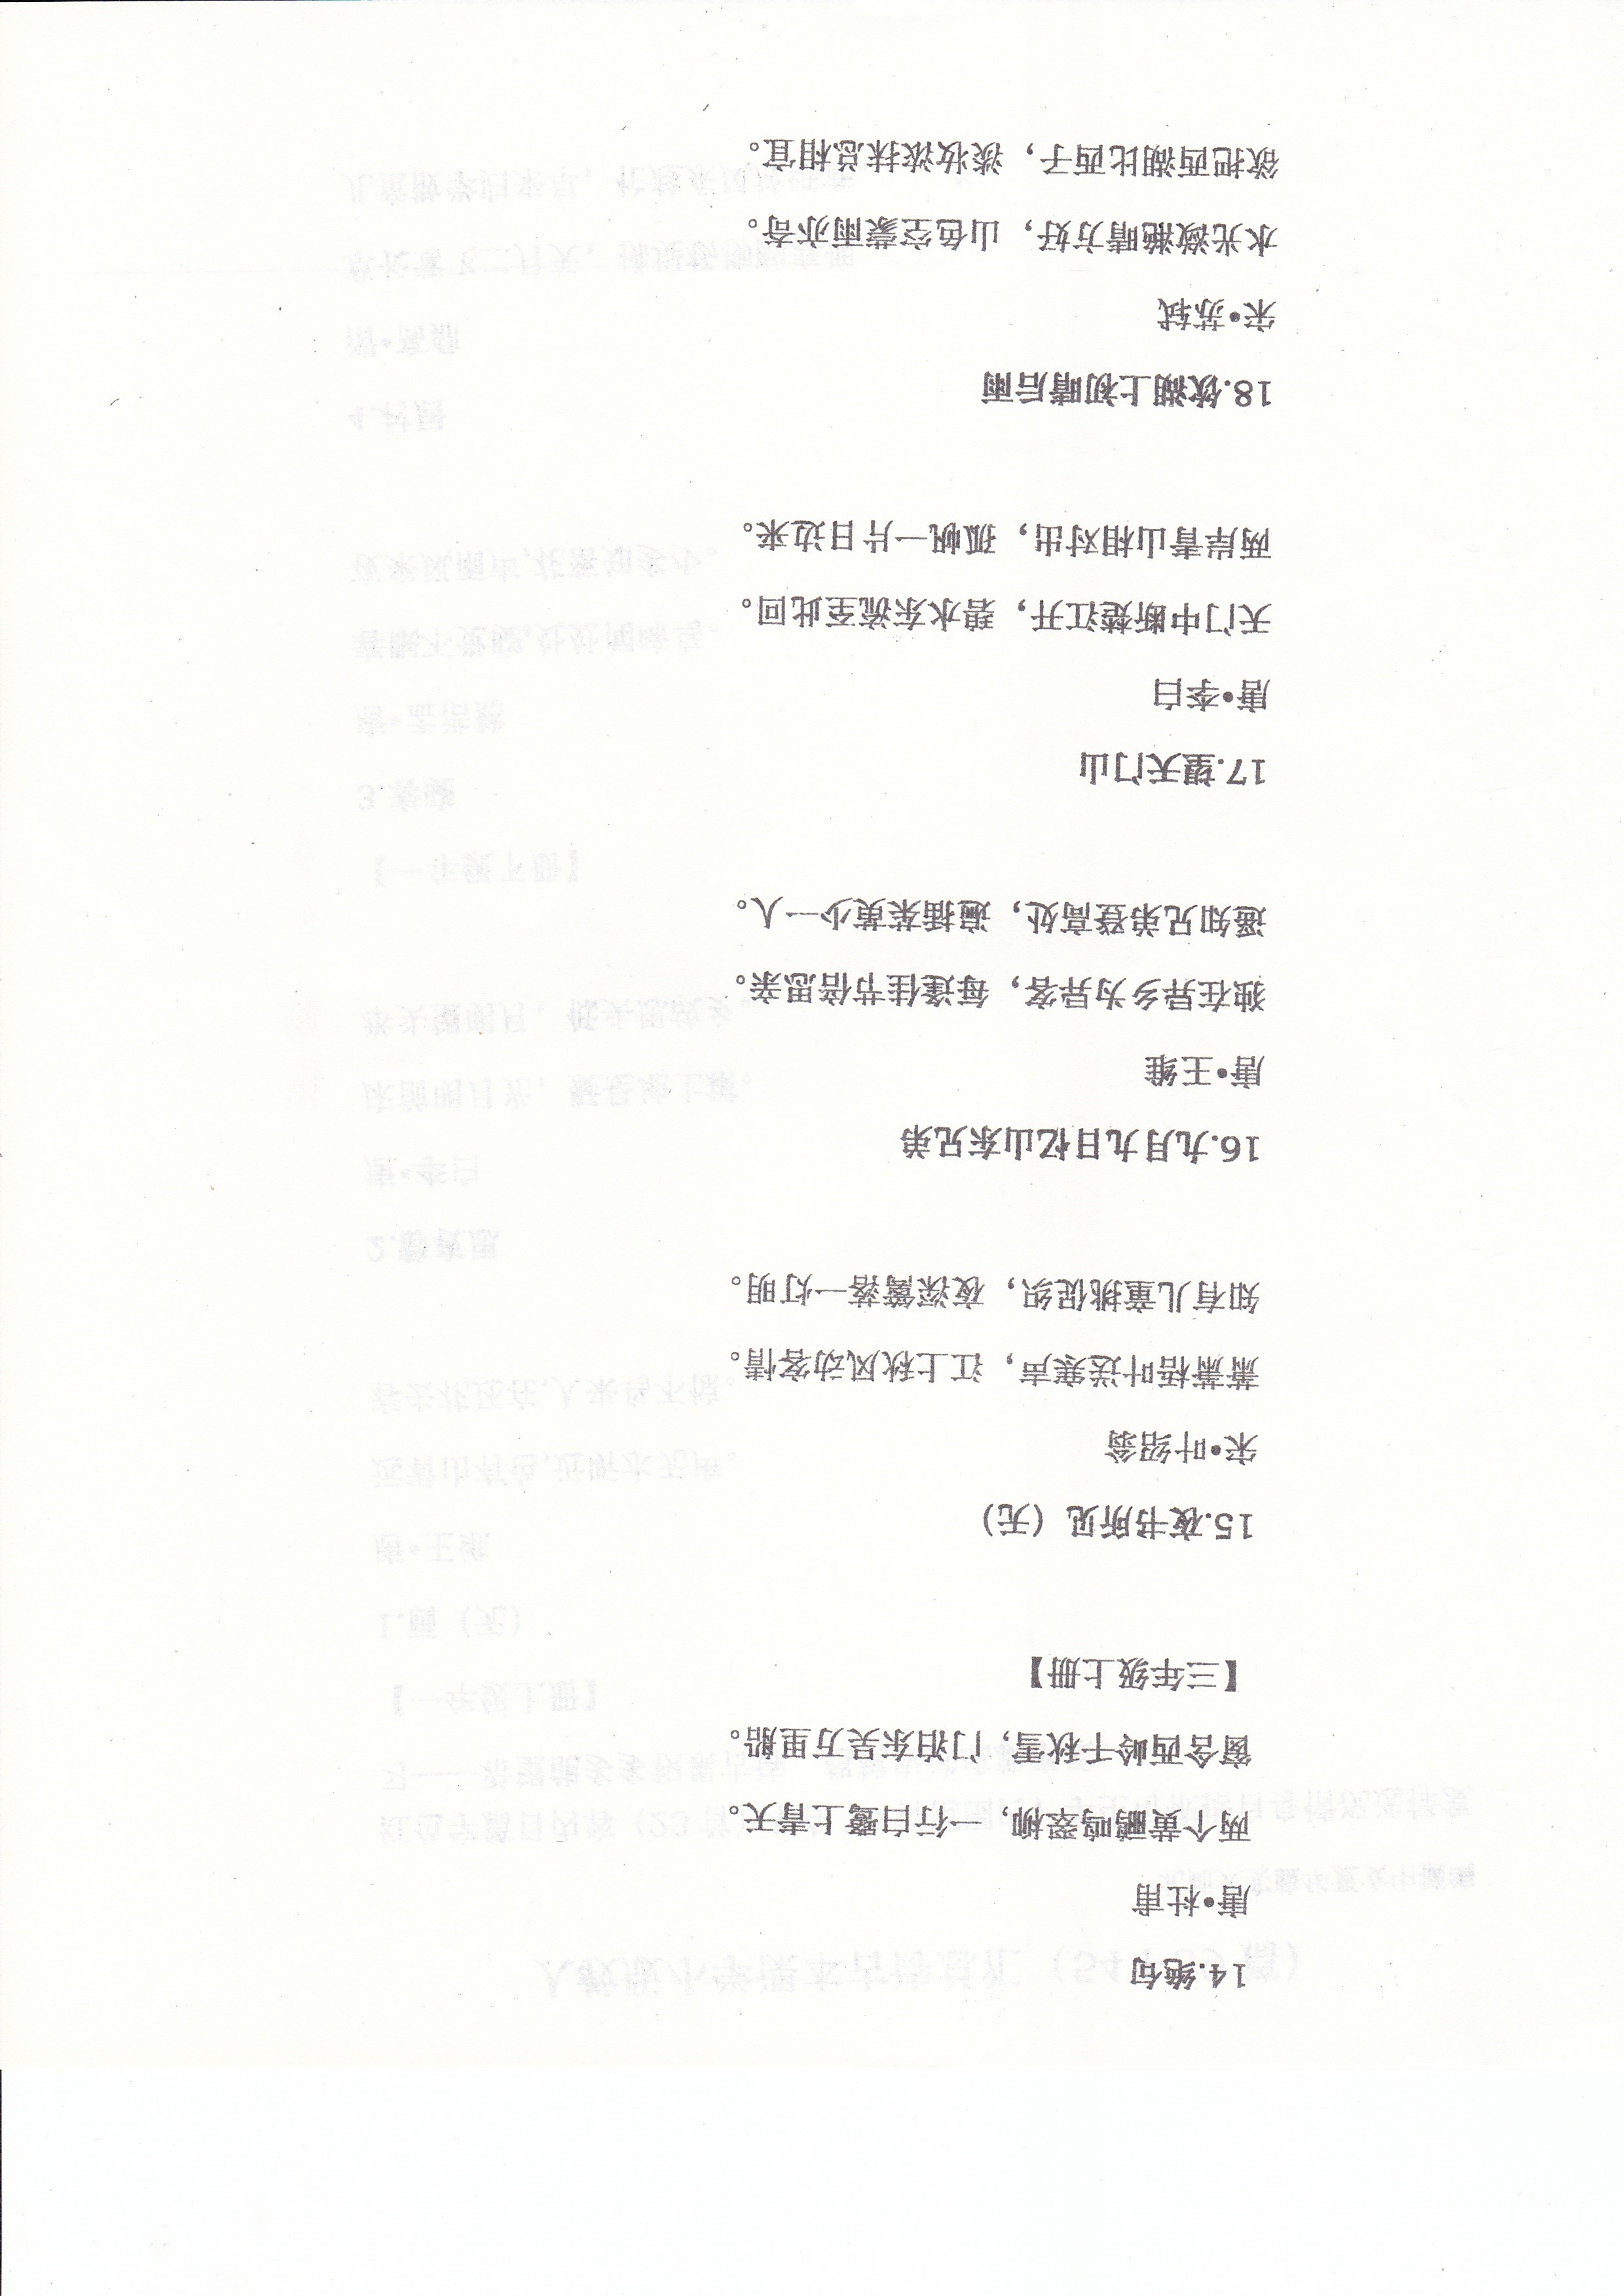 14.绝句
唐•杜甫
两个黄鹂鸣翠柳，一行白鹭上青天。
窗含西岭千秋雪，门泊东吴万里船。
【三年级上册】
15.夜书所见（无）
宋•叶绍翁
萧萧梧叶送寒声，江上秋风动客情。
知有儿童挑促织，夜深篱落一灯明。
16.九月九日忆山东兄弟
唐•王维
独在异乡为异客，每逢佳节倍思亲。
遥知兄弟登高处，遍插茱萸少一人。
17.望天门山
唐•李白
天门中断楚江开，碧水东流至此回。
两岸青山相对出，孤帆一片日边来。
18.饮湖上初晴后雨
宋•苏轼
水光潋滟晴方好，山色空蒙雨亦奇。
欲把西湖比西子，淡妆浓抹总相宜。